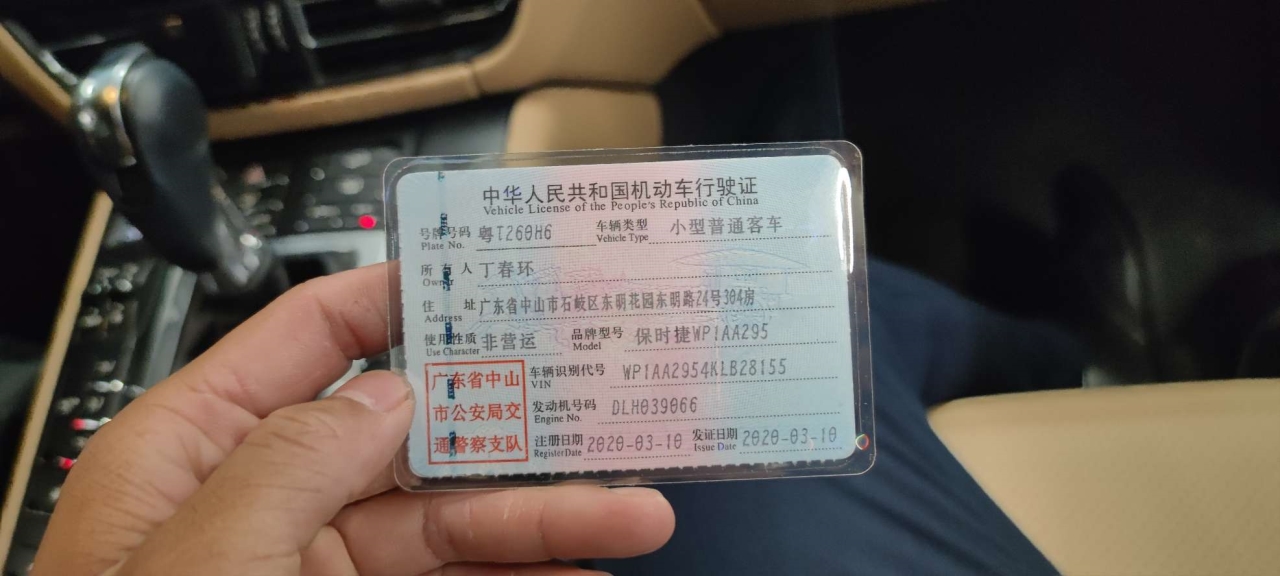 中华人民共和国机动车行驶证
Vehicle License of the People's Republic of China
号牌号码 粤T260H6 车辆类型 小型普通客车
Plate No. Vehicle Type
所有人 丁春环
Owner
住址 广东省中山市石岐区东明花园东明路24号304房
Address
使用性质 非营运 品牌型号 保时捷WP1AA295
Use Character Model
广东省中山
市公安局交
通警察支队
车辆识别代号 WP1AA2954KLB28155
VIN
发动机号码 DLH039066
Engine No.
注册日期 2020-03-10 发证日期 2020-03-10
Register Date Issue Date